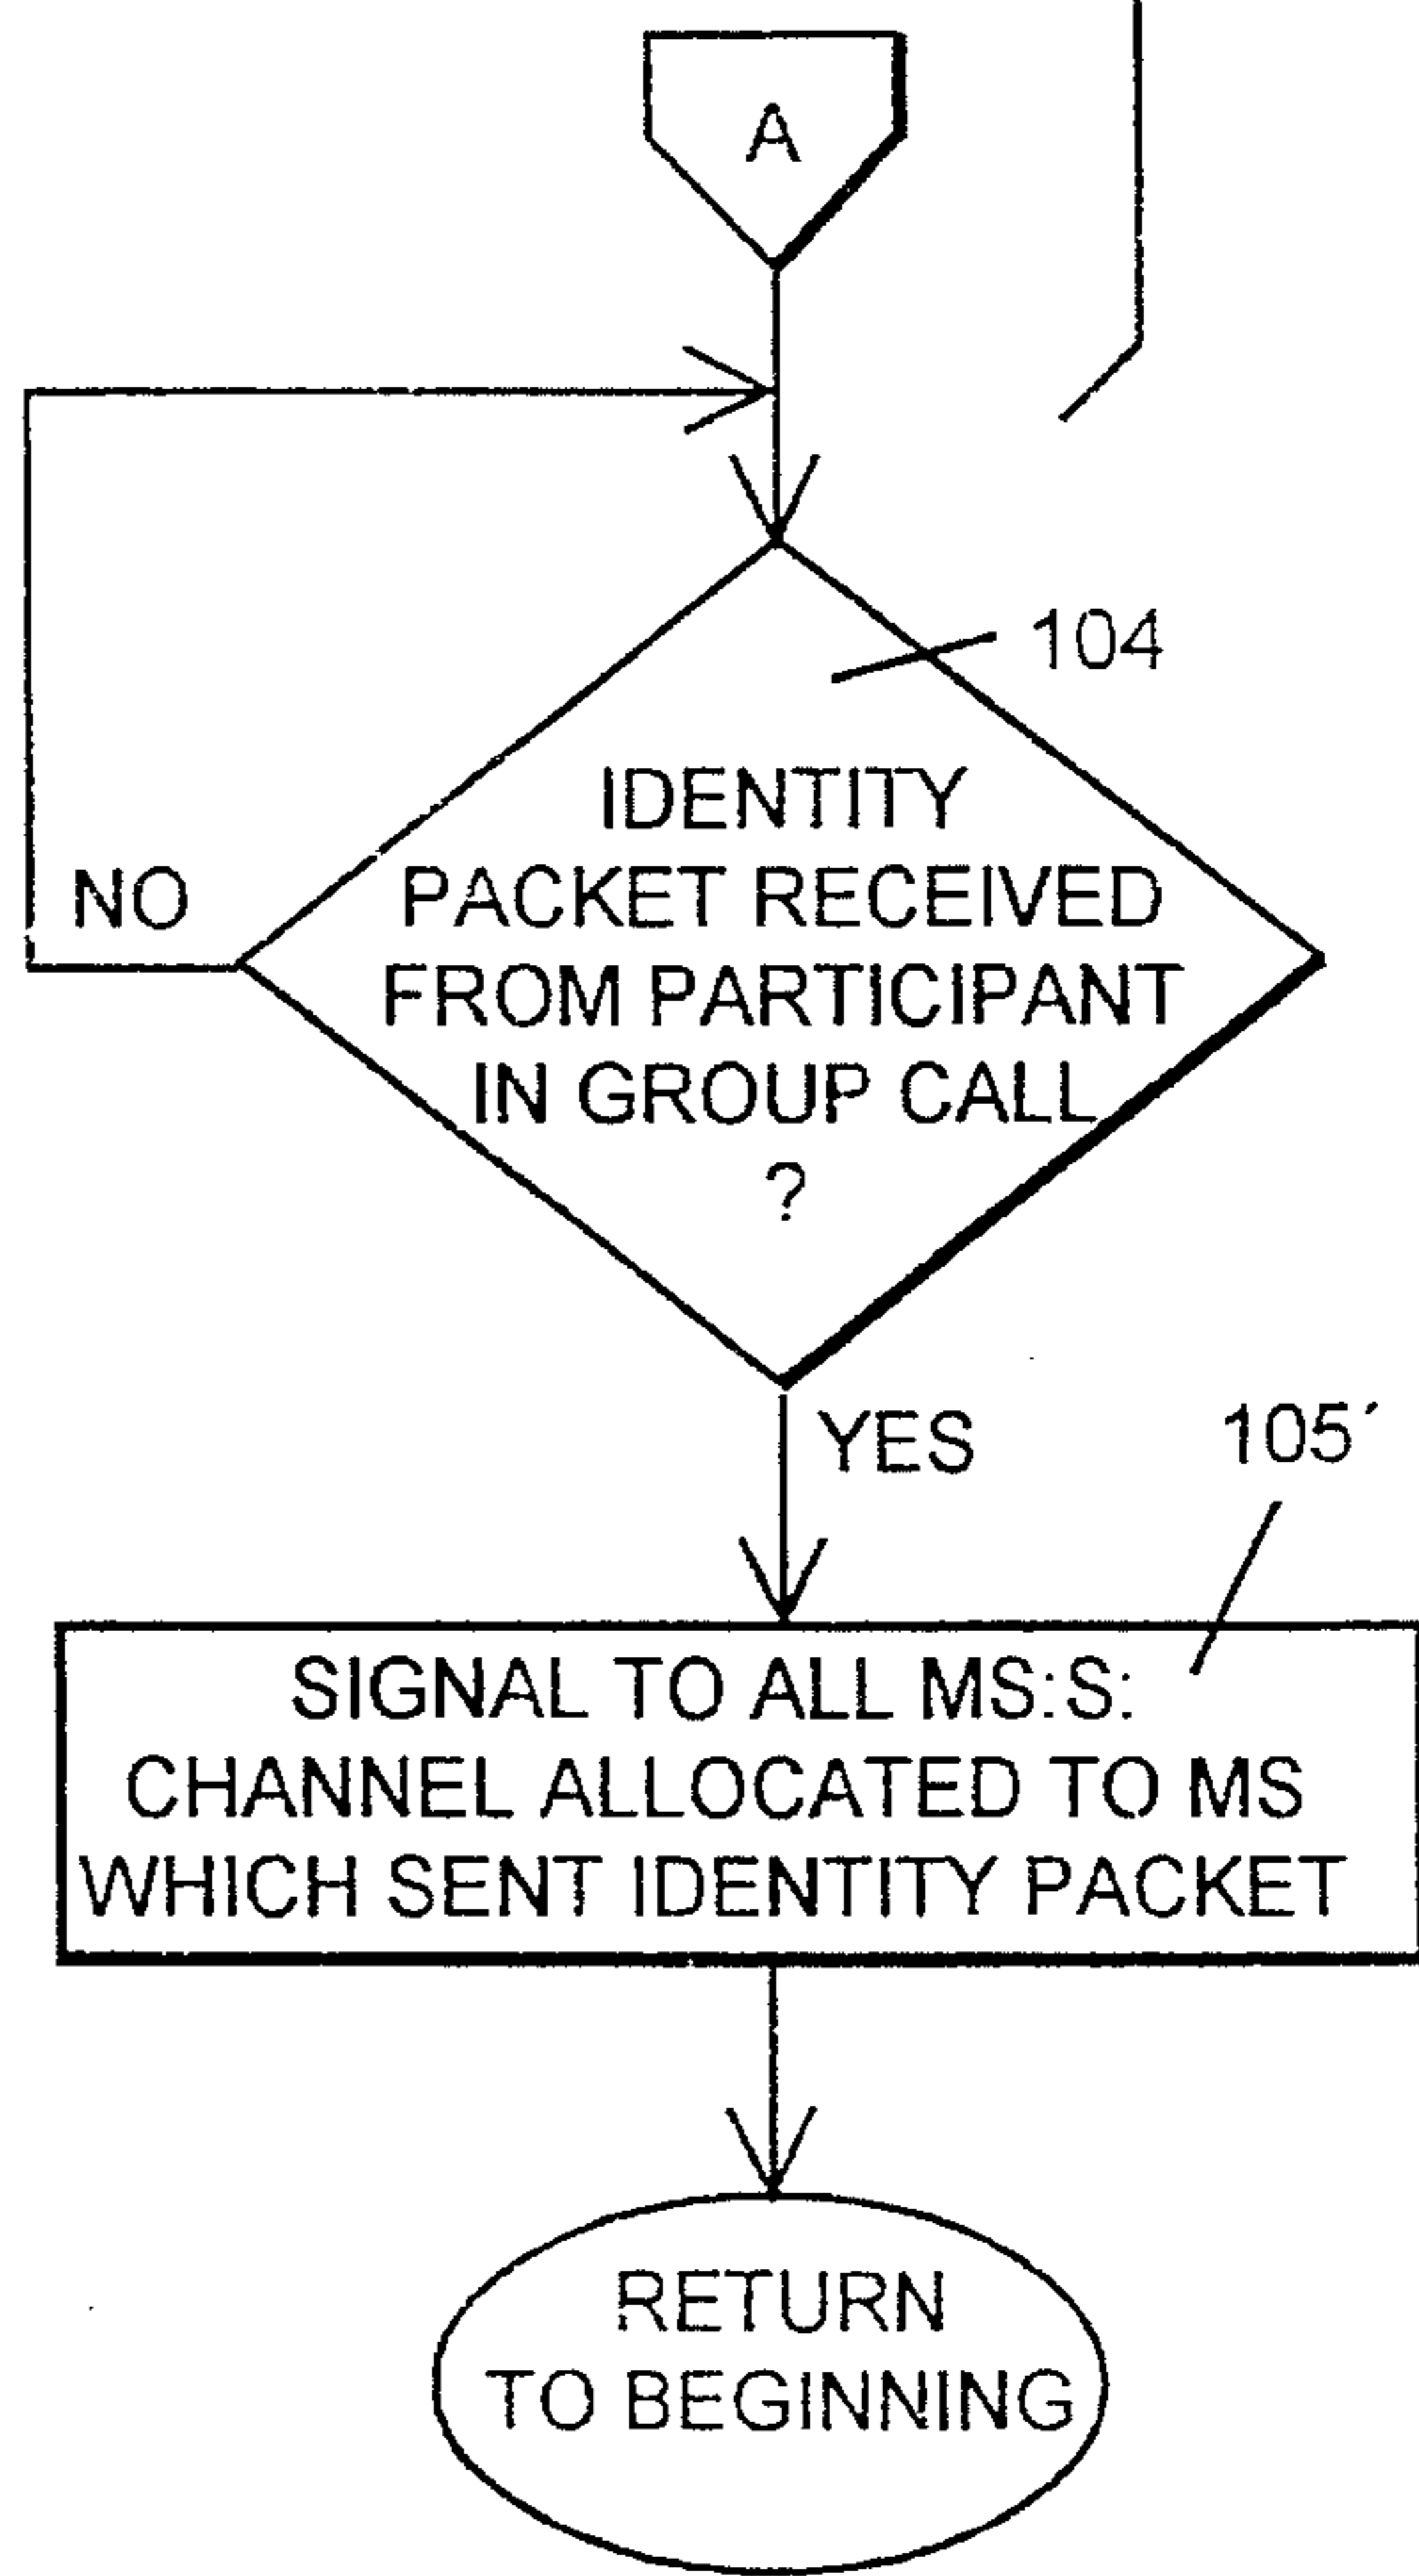 A
104
IDENTITY
PACKET RECEIVED
FROM PARTICIPANT
IN GROUP CALL
?
NO
YES
105´
SIGNAL TO ALL MS:S:
CHANNEL ALLOCATED TO MS
WHICH SENT IDENTITY PACKET
RETURN
TO BEGINNING